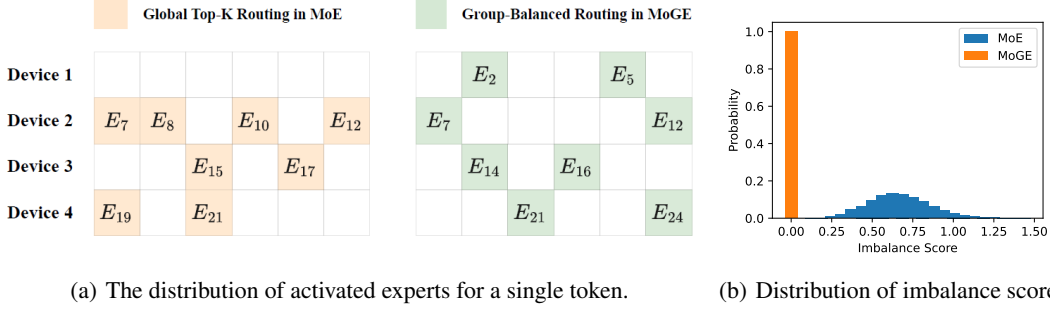 Global Top-K Routing in MoE
Group-Balanced Routing in MoGE
Device 1
E2 E5
Device 2
E7 E8 E10 E12
E7 E12
Device 3
E15 E17
E14 E16
Device 4
E19 E21
E21 E24
(a) The distribution of activated experts for a single token.
MoE
MoGE
Probability
1.0
0.8
0.6
0.4
0.2
0.0
0.00 0.25 0.50 0.75 1.00 1.25 1.50
Imbalance Score
(b) Distribution of imbalance score